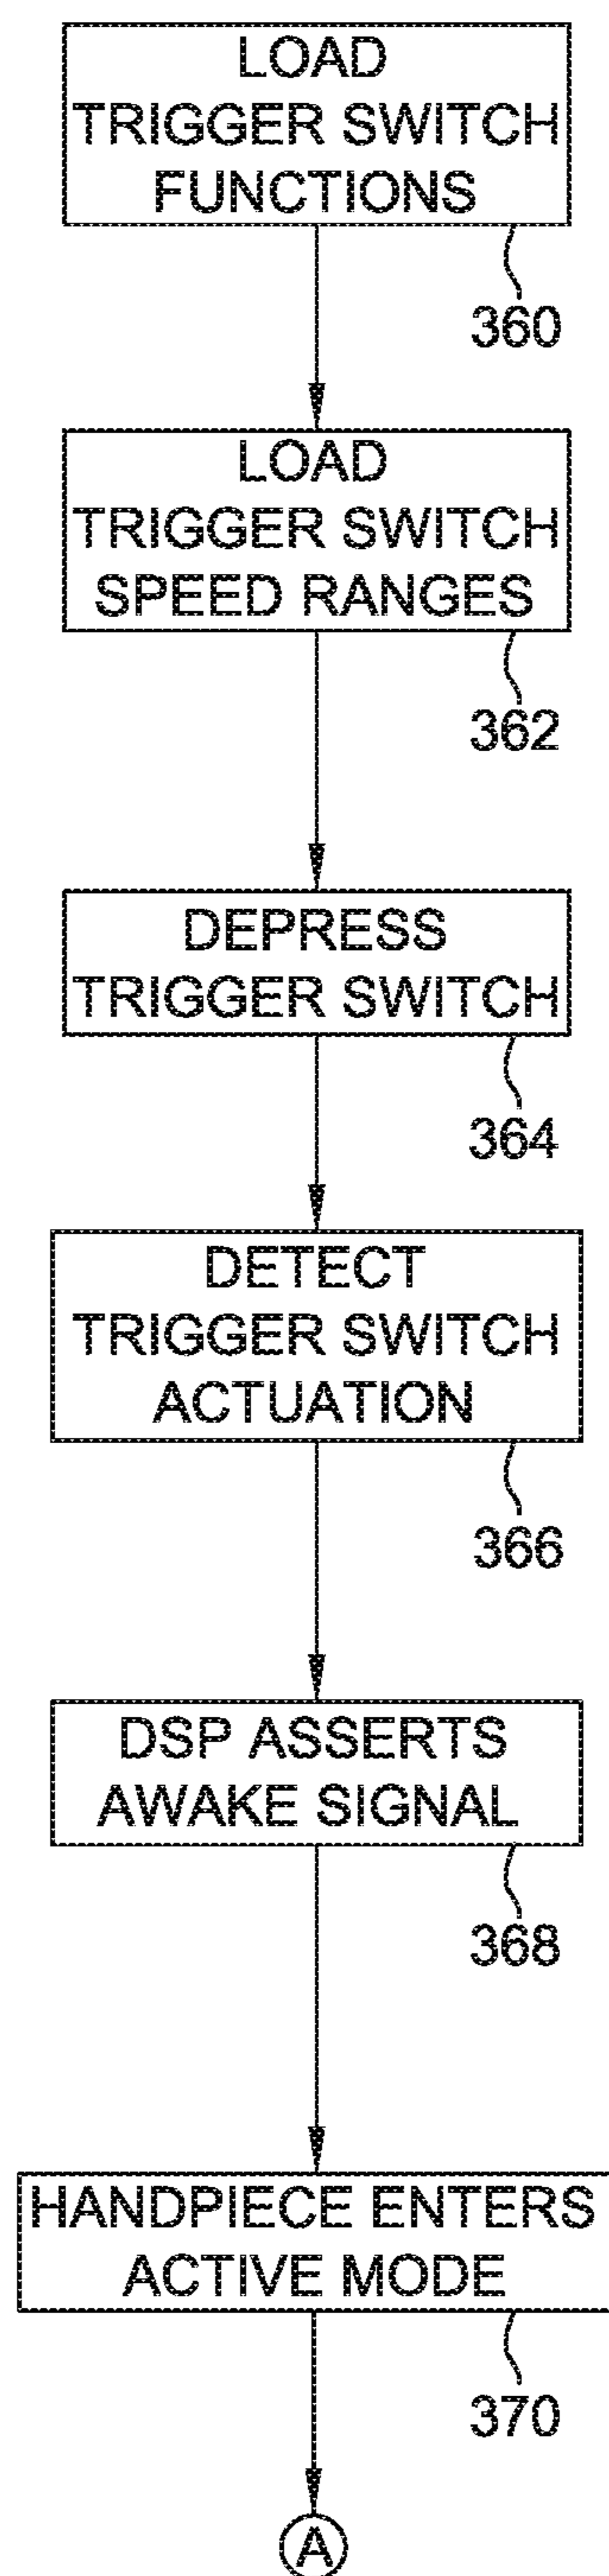 LOAD
TRIGGER SWITCH
FUNCTIONS
360
LOAD
TRIGGER SWITCH
SPEED RANGES
362
DEPRESS
TRIGGER SWITCH
364
DETECT
TRIGGER SWITCH
ACTUATION
366
DSP ASSERTS
AWAKE SIGNAL
368
HANDPIECE ENTERS
ACTIVE MODE
370
A